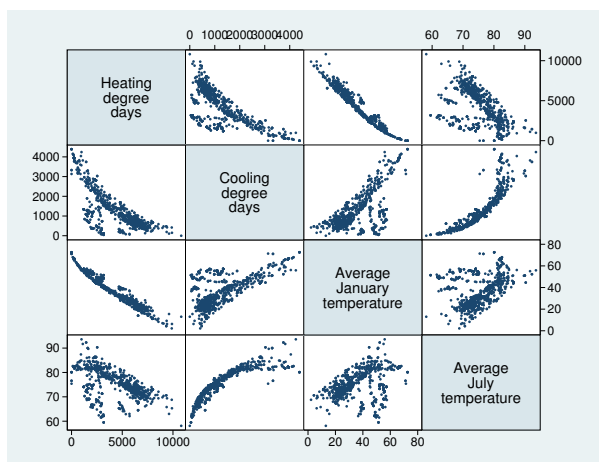 0 1000 2000 3000 4000
60 70 80 90
Heating
degree
days
10000
5000
0
4000
3000
2000
1000
0
Cooling
degree
days
Average
January
temperature
80
60
40
20
0
90
80
70
60
Average
July
temperature
0 5000 10000
0 20 40 60 80